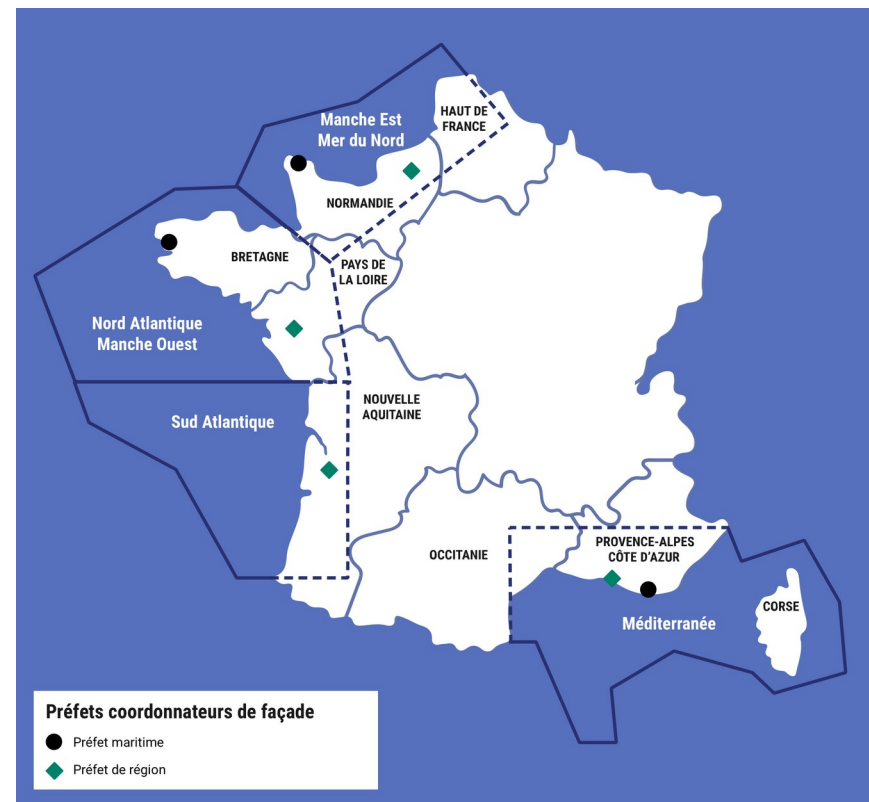 Manche Est
Mer du Nord
HAUT DE
FRANCE
NORMANDIE
BRETAGNE
PAYS DE
LA LOIRE
Nord Atlantique
Manche Ouest
Sud Atlantique
NOUVELLE
AQUITAINE
OCCITANIE
PROVENCE-ALPES
CÔTE D'AZUR
CORSE
Méditerranée
Préfets coordonnateurs de façade
Préfet maritime
Préfet de région